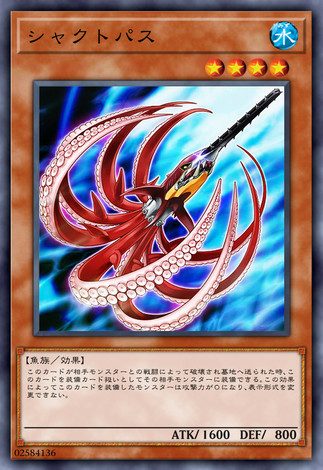 シャクトパス
水
【魚族／効果】
このカードが相手モンスターとの戦闘によって破壊され墓地へ送られた時、こ
のカードを装備カード扱いとしてその相手モンスターに装備できる。この効果
によってこのカードを装備したモンスターは攻撃力が０になり、表示形式を変
更できない。
ATK/ 1600 DEF/ 800
02584136